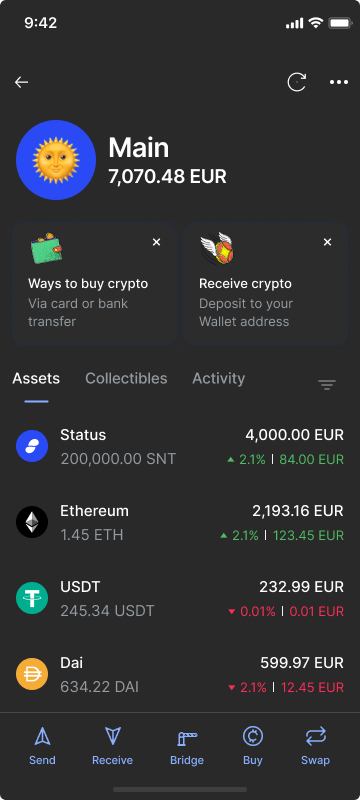 9:42
Main
7,070.48 EUR
Ways to buy crypto
Via card or bank
transfer
Receive crypto
Deposit to your
Wallet address
Assets Collectibles Activity
Status 4,000.00 EUR
200,000.00 SNT 2.1% | 84.00 EUR
Ethereum 2,193.16 EUR
1.45 ETH 2.1% | 123.45 EUR
USDT 232.99 EUR
245.34 USDT 0.01% | 0.01 EUR
Dai 599.97 EUR
634.22 DAI 2.1% | 12.45 EUR
Send Receive Bridge Buy Swap